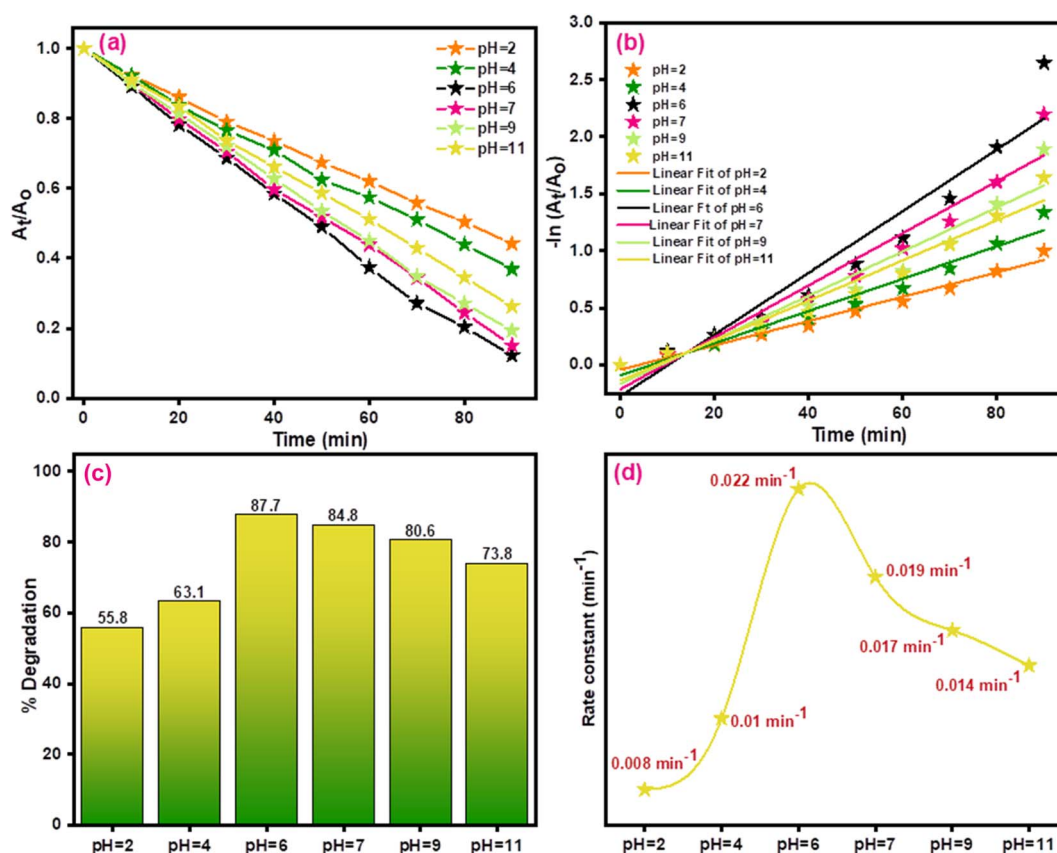 (a)
pH=2
pH=4
pH=6
pH=7
pH=9
pH=11
1.0
0.8
0.6
0.4
0.2
0.0
At/Ao
0
20
40
60
80
Time (min)
(b)
pH=2
pH=4
pH=6
pH=7
pH=9
pH=11
Linear Fit of pH=2
Linear Fit of pH=4
Linear Fit of pH=6
Linear Ft of pH=7
Linear Fit of pH=9
Linear Fit of pH=11
-3.0
2.5
2.0
1.5
1.0
0.5
0.0
-ln (At/Ao)
0
20
40
60
80
Time (min)
(c)
100
80
60
40
20
0
% Degradation
55.8
63.1
87.7
84.8
80.6
73.8
pH=2
pH=4
pH=6
pH=7
pH=9
pH=11
(d)
Rate constant (min-1)
0.008 min-1
0.01 min-1
0.022 min-1
0.019 min-1
0.017 min-1
0.014 min-1
pH=2
pH=4
pH=6
pH=7
pH=9
pH=11